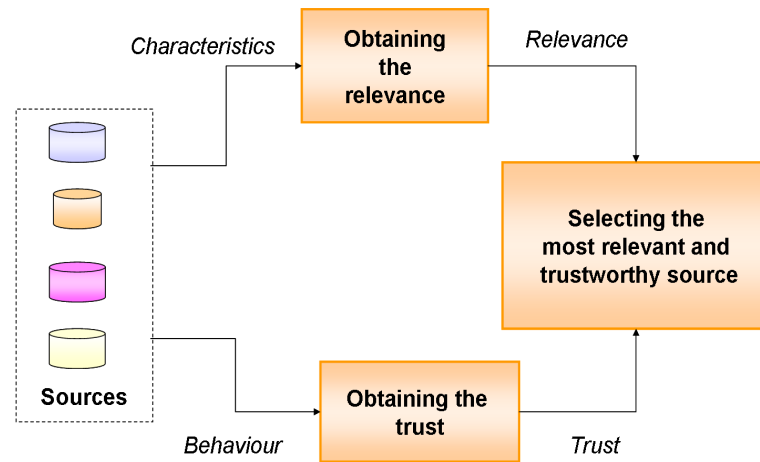 Characteristics
Obtaining
the
relevance
Relevance
Selecting the
most relevant and
trustworthy source
Sources
Behaviour
Obtaining the
trust
Trust